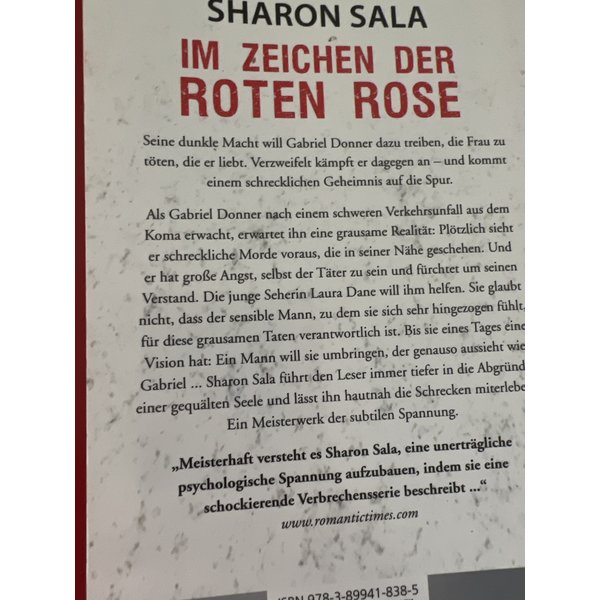 SHARON SALA
IM ZEICHEN DER
ROTEN ROSE
Seine dunkle Macht will Gabriel Donner dazu treiben, die Frau zu
töten, die er liebt. Verzweifelt kämpft er dagegen an – und kommt
einem schrecklichen Geheimnis auf die Spur.
Als Gabriel Donner nach einem schweren Verkehrsunfall aus dem
Koma erwacht, erwartet ihn eine grausame Realität: Plötzlich sieht
er schreckliche Morde voraus, die in seiner Nähe geschehen. Und
er hat große Angst, selbst der Täter zu sein und fürchtet um seinen
Verstand. Die junge Seherin Laura Dane will ihm helfen. Sie glaubt
nicht, dass der sensible Mann, zu dem sie sich sehr hingezogen fühlt,
für diese grausamen Taten verantwortlich ist. Bis sie eines Tages eine
Vision hat: Ein Mann will sie umbringen, der genauso aussieht wie
Gabriel ... Sharon Sala führt den Leser immer tiefer in die Abgründ
einer gequälten Seele und lässt ihn hautnah die Schrecken miterlebe
Ein Meisterwerk der subtilen Spannung.
„Meisterhaft versteht es Sharon Sala, eine unerträgliche
psychologische Spannung aufzubauen, indem sie eine
schockierende Verbrechensserie beschreibt ...“
www.romantictimes.com
ISBN 978-3-89941-838-5